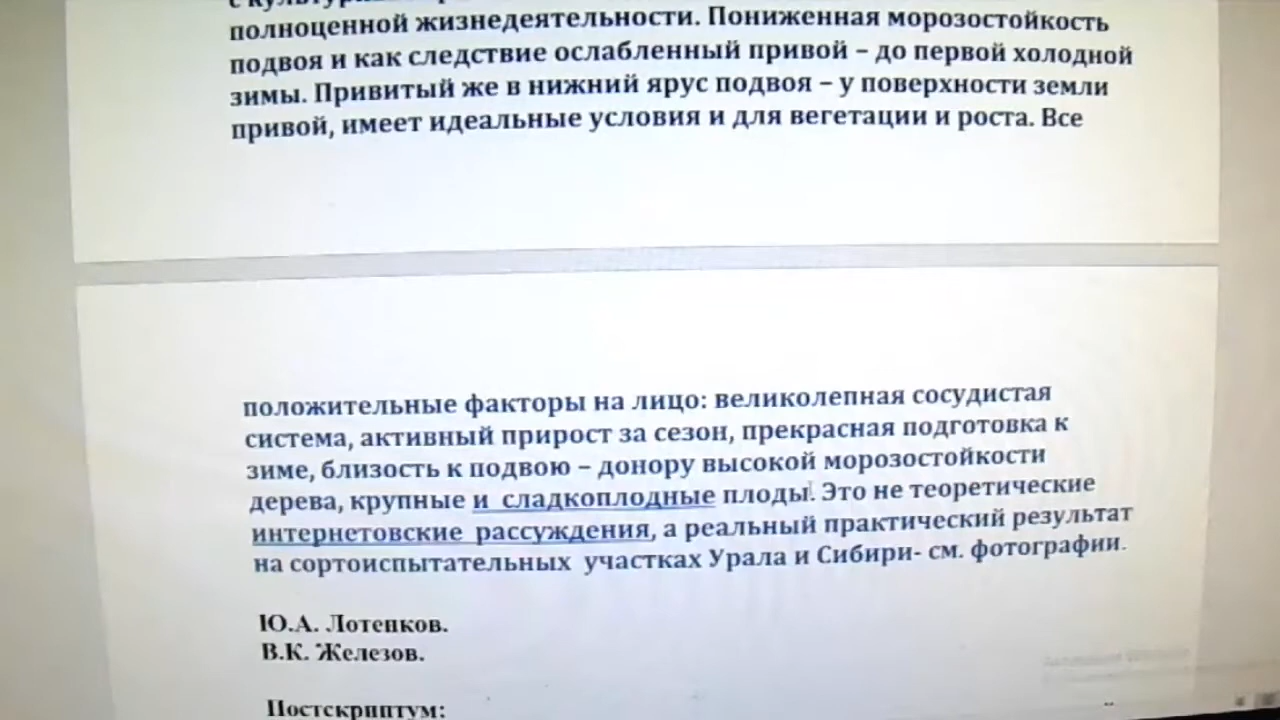 полноценной жизнедеятельности. Пониженная морозостойкость
подвоя и как следствие ослабленный привой – до первой холодной
зимы. Привитый же в нижний ярус подвоя – у поверхности земли
привой, имеет идеальные условия и для вегетации и роста. Все
положительные факторы на лицо: великолепная сосудистая
система, активный прирост за сезон, прекрасная подготовка к
зиме, близость к подвою – донору высокой морозостойкости
дерева, крупные и  сладкоплодные плоды. Это не теоретические
интернетовские  рассуждения, а реальный практический результат
на сортоиспытательных  участках Урала и Сибири- см. фотографии.
Ю.А. Лотенков.
В.К. Железов.
Постскриптум: